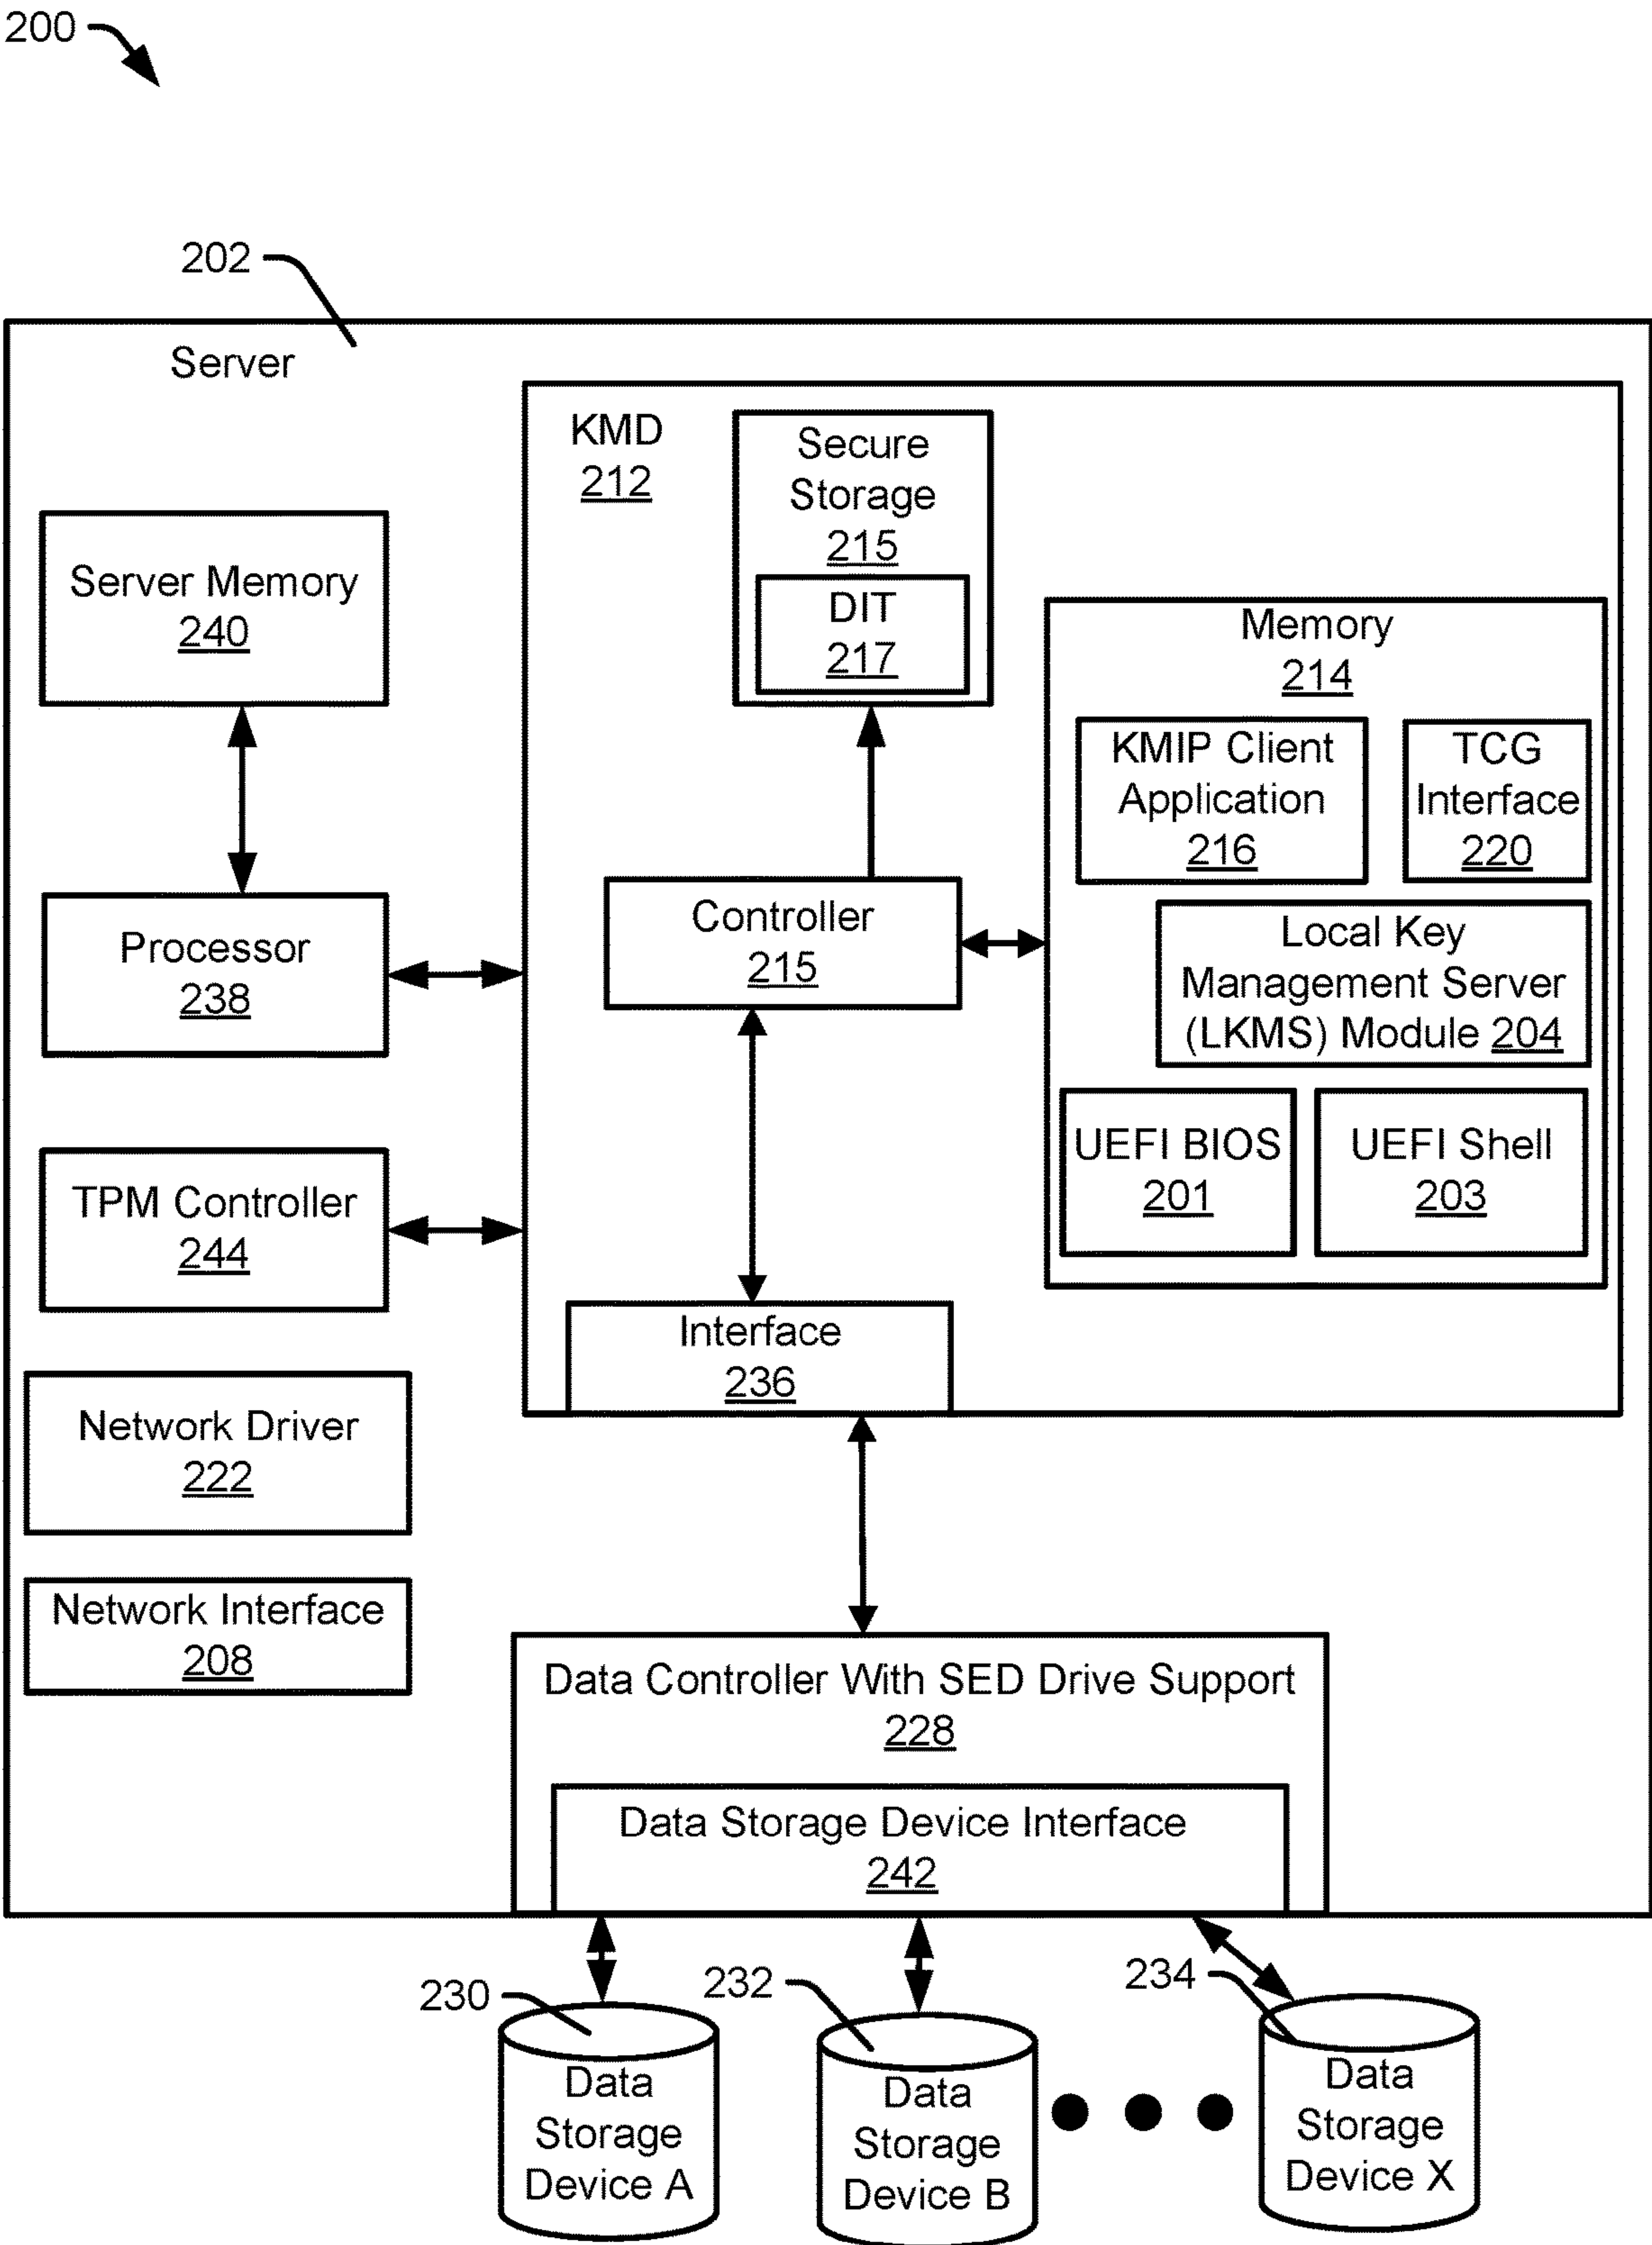 200
202
Server
KMD
212
Secure
Storage
215
DIT
217
Server Memory
240
Memory
214
KMIP Client
Application
216
TCG
Interface
220
Controller
215
Processor
238
Local Key
Management Server
(LKMS) Module 204
UEFI BIOS
201
UEFI Shell
203
TPM Controller
244
Interface
236
Network Driver
222
Network Interface
208
Data Controller With SED Drive Support
228
Data Storage Device Interface
242
230
232
234
Data
Storage
Device A
Data
Storage
Device B
Data
Storage
Device X